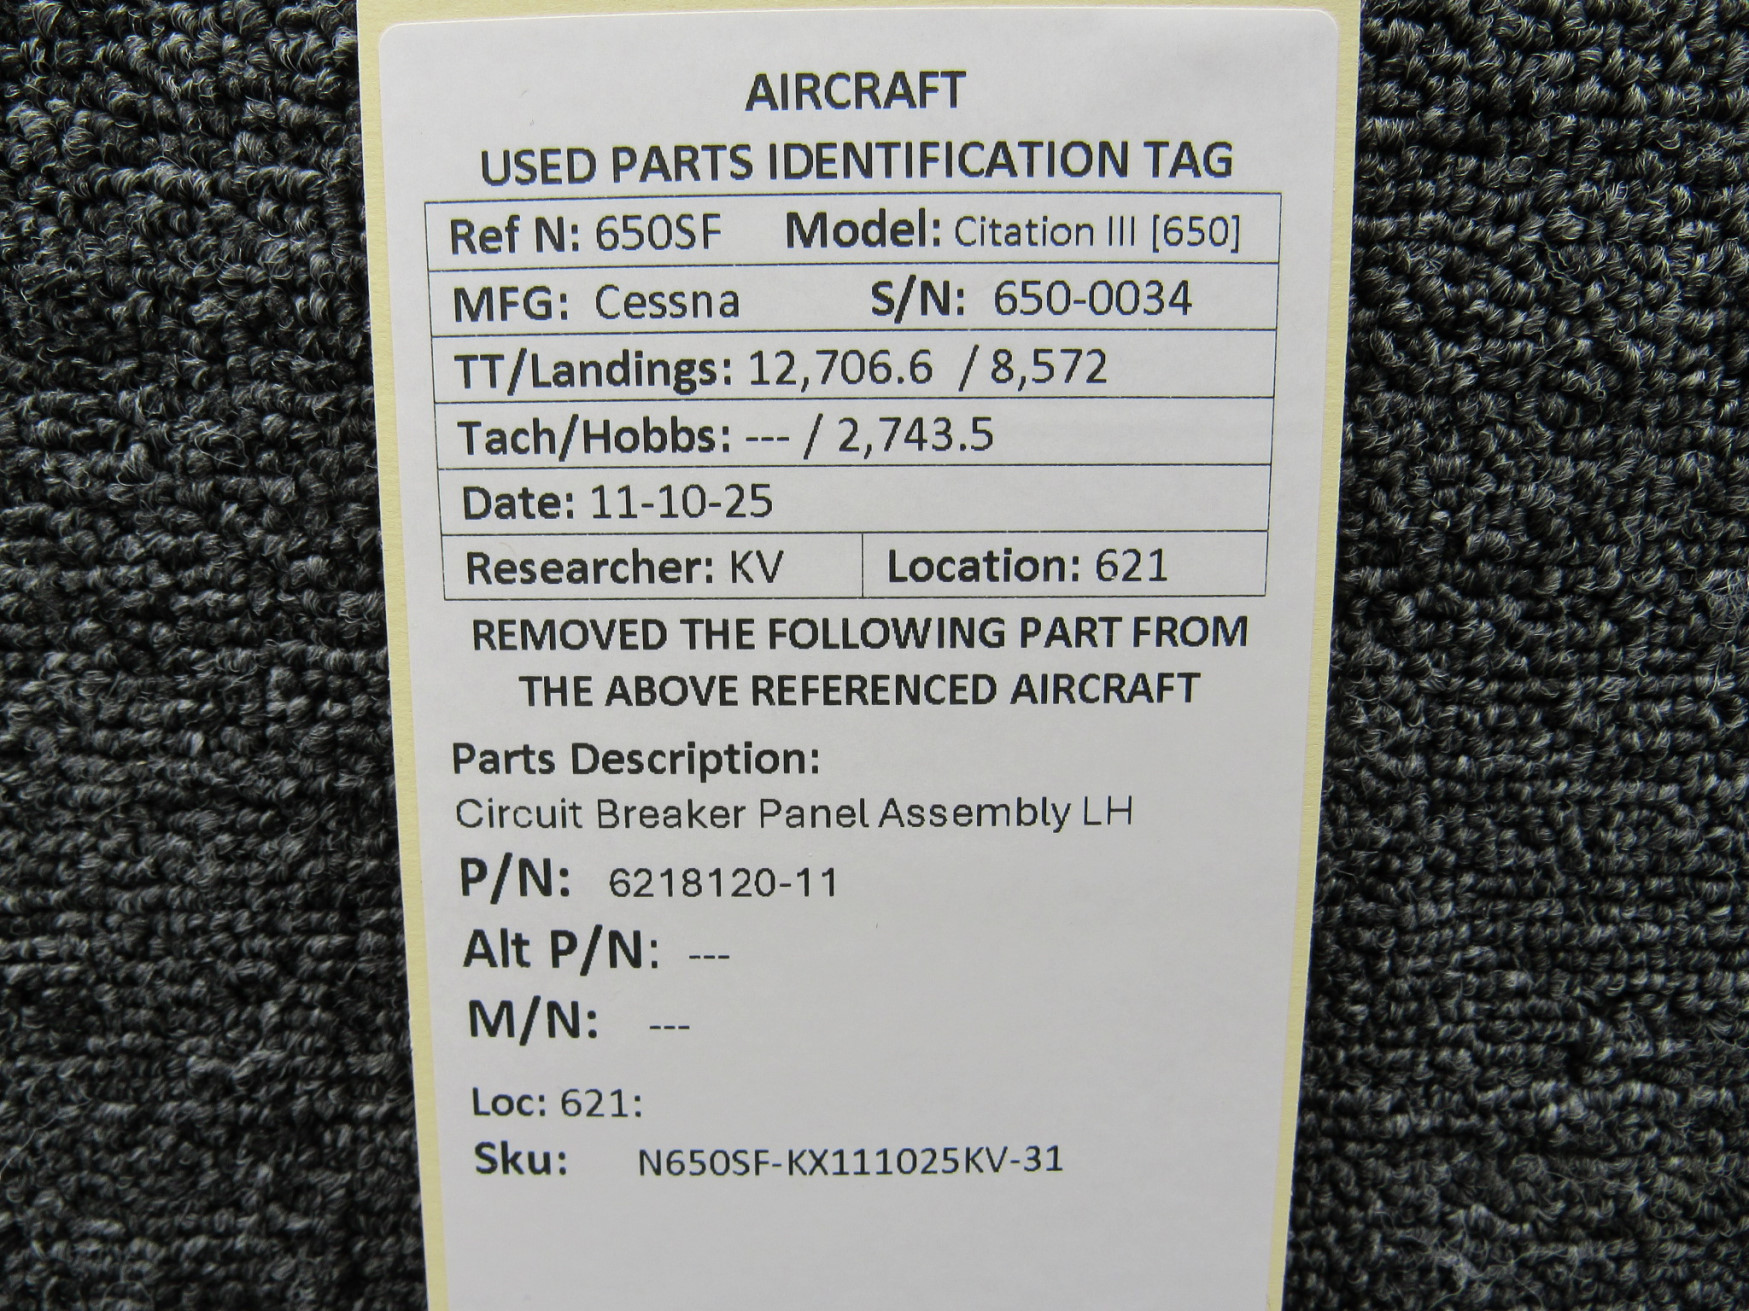 AIRCRAFT
USED PARTS IDENTIFICATION TAG
Ref N: 650SF Model: Citation III [650]
MFG: Cessna S/N: 650-0034
TT/Landings: 12,706.6 / 8,572
Tach/Hobbs: --- / 2,743.5
Date: 11-10-25
Researcher: KV Location: 621
REMOVED THE FOLLOWING PART FROM
THE ABOVE REFERENCED AIRCRAFT
Parts Description:
Circuit Breaker Panel Assembly LH
P/N: 6218120-11
Alt P/N: ---
M/N: ---
Loc: 621:
Sku: N650SF-KX111025KV-31